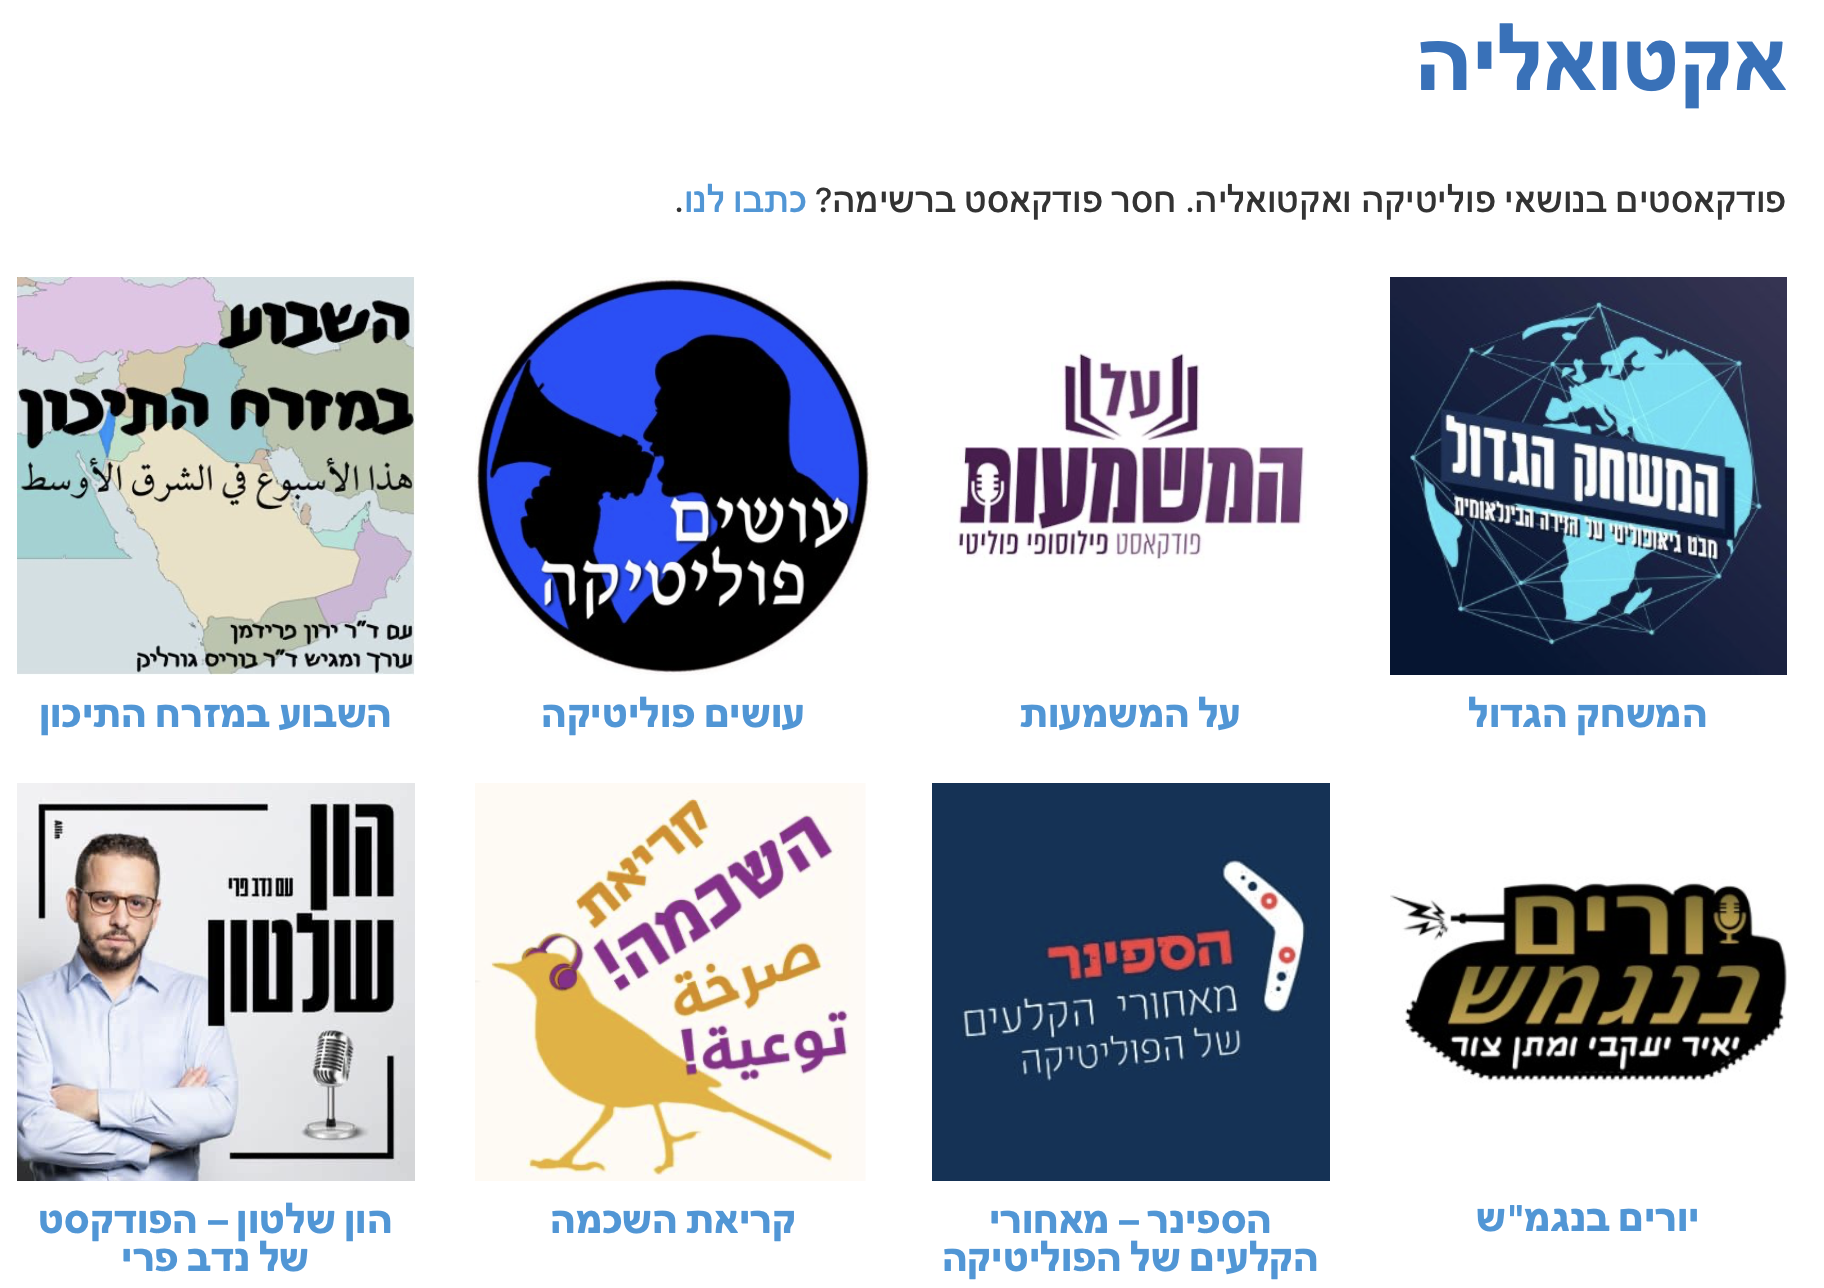 אקטואליה
פודקאסטים בנושאי פוליטיקה ואקטואליה. חסר פודקאסט ברשימה? כתבו לנו.
המשחק הגדול
מבט גיאופוליטי על הזירה הבינלאומית
המשחק הגדול
על
המשמעות
פודקאסט פילוסופי פוליטי
על המשמעות
עושים
פוליטיקה
עושים פוליטיקה
השבוע
במזרח התיכון
هذا الأسبوع في الشرق الأوسط
עם ד"ר ירון פרידמן
עורך ומגיש ד"ר בוריס גורליק
השבוע במזרח התיכון
יורים
בנגמש
יאיר יעקבי ומתן צור
יורים בנגמ"ש
הספינר
מאחורי הקלעים
של הפוליטיקה
הספינר – מאחורי
הקלעים של הפוליטיקה
קריאת
השכמה!
صرخة
توعية!
קריאת השכמה
הון
עם נדב פרי
שלטון
הון שלטון – הפודקסט
של נדב פרי